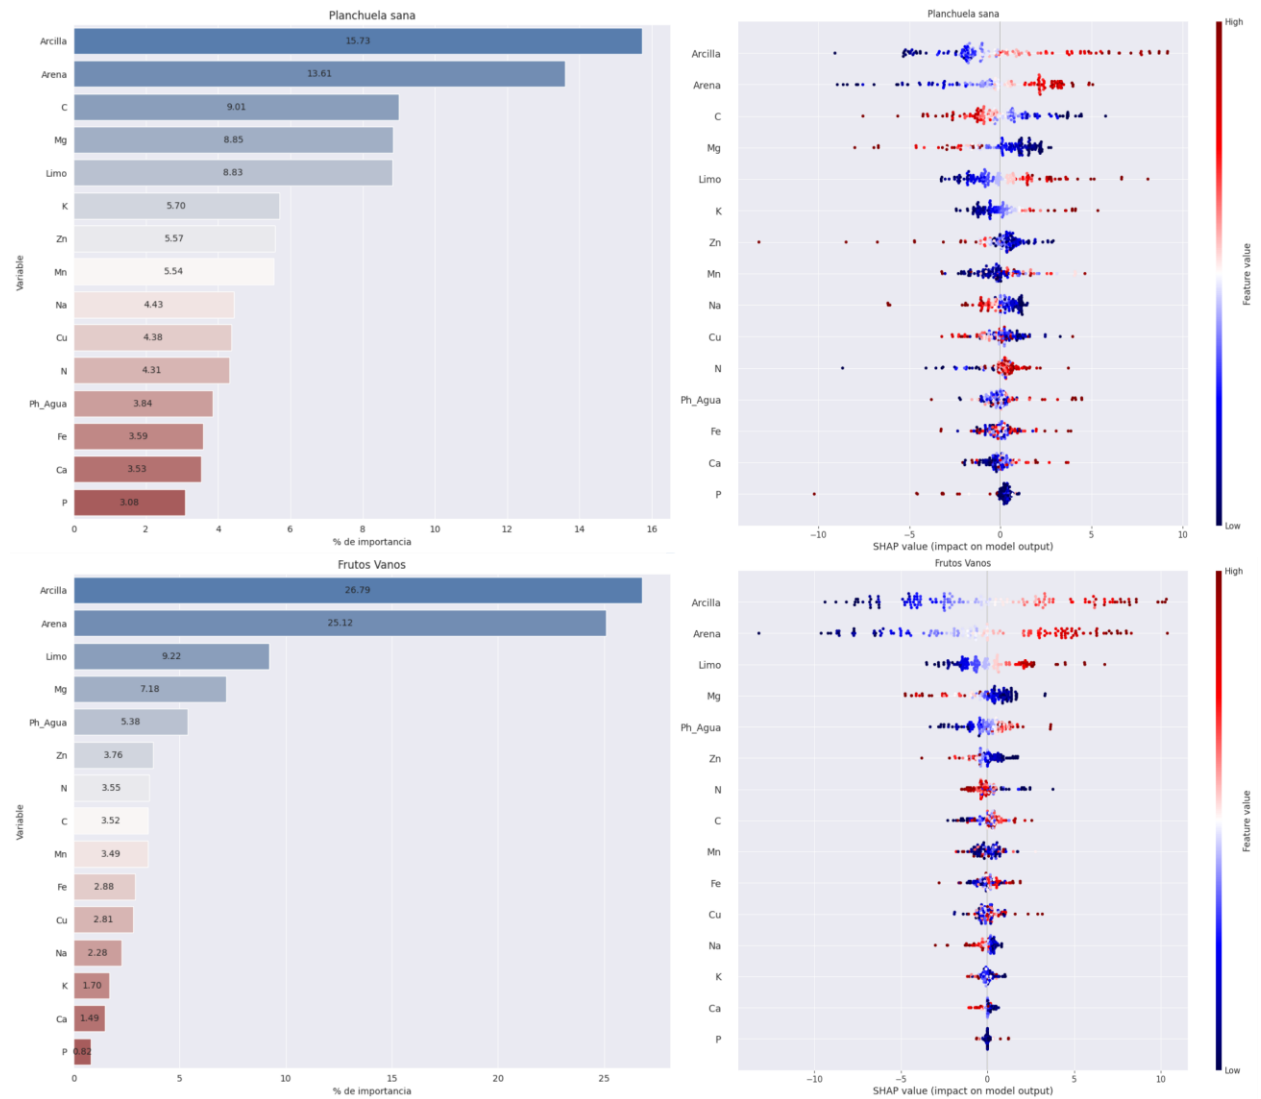 Planchuela sana
Variable
Arcilla 15.73
Arena 13.61
C 9.01
Mg 8.85
Limo 8.83
K 5.70
Zn 5.57
Mn 5.54
Na 4.43
Cu 4.38
N 4.31
Ph_Agua 3.84
Fe 3.59
Ca 3.53
P 3.08
0 2 4 6 8 10 12 14 16
% de importancia
Planchuela sana
Arcilla
Arena
C
Mg
Limo
K
Zn
Mn
Na
Cu
N
Ph_Agua
Fe
Ca
P
−10 −5 0 5 10
SHAP value (impact on model output)
High
Feature value
Low
Frutos Vanos
Variable
Arcilla 26.79
Arena 25.12
Limo 9.22
Mg 7.18
Ph_Agua 5.38
Zn 3.76
N 3.55
C 3.52
Mn 3.49
Fe 2.88
Cu 2.81
Na 2.28
K 1.70
Ca 1.49
P 0.82
0 5 10 15 20 25
% de importancia
Frutos Vanos
Arcilla
Arena
Limo
Mg
Ph_Agua
Zn
N
C
Mn
Fe
Cu
Na
K
Ca
P
−10 −5 0 5 10
SHAP value (impact on model output)
High
Feature value
Low